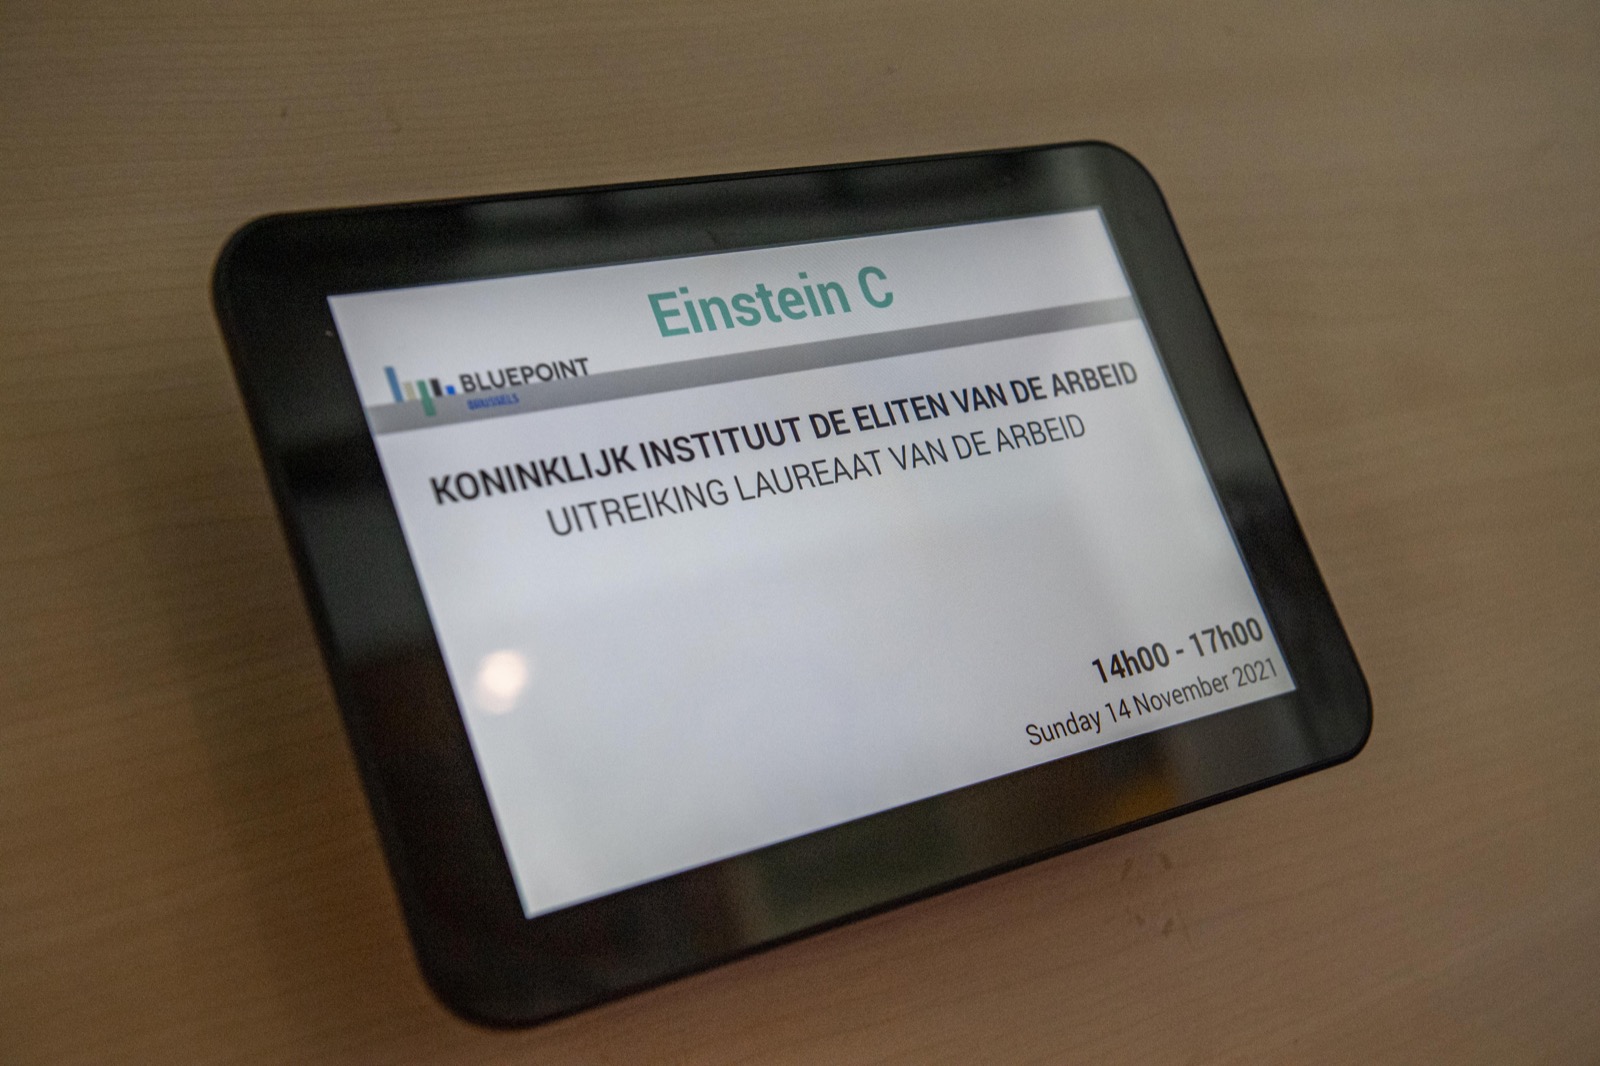 Einstein C
BLUEPOINT
BRUSSELS
KONINKLIJK INSTITUUT DE ELITEN VAN DE ARBEID
UITREIKING LAUREAAT VAN DE ARBEID
14h00 - 17h00
Sunday 14 November 2021